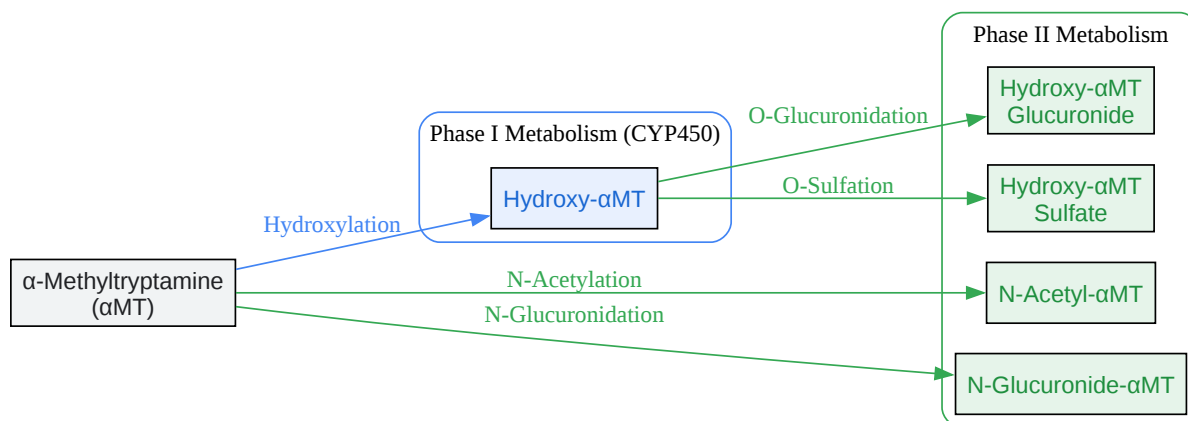 Phase II Metabolism
Hydroxy-αMT
Glucuronide
O-Glucuronidation
Phase I Metabolism (CYP450)
Hydroxy-αMT
O-Sulfation
Hydroxy-αMT
Sulfate
Hydroxylation
α-Methyltryptamine
(αMT)
N-Acetylation
N-Acetyl-αMT
N-Glucuronidation
N-Glucuronide-αMT